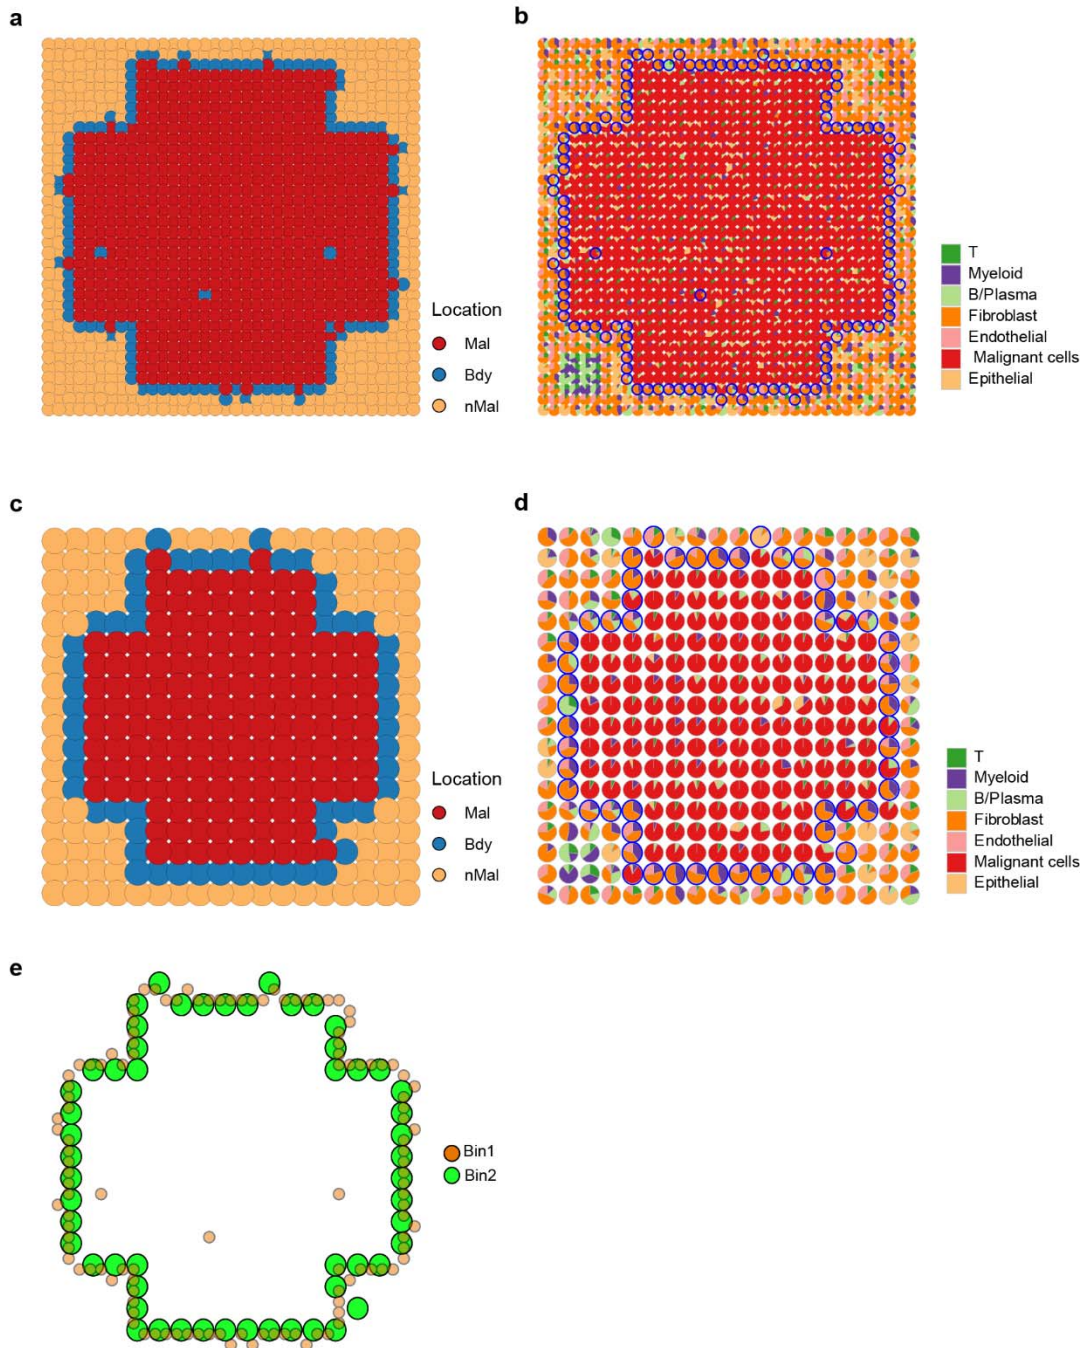 a
b
Location
Mal
Bdy
nMal
T
Myeloid
B/Plasma
Fibroblast
Endothelial
Malignant cells
Epithelial
c
d
Location
Mal
Bdy
nMal
T
Myeloid
B/Plasma
Fibroblast
Endothelial
Malignant cells
Epithelial
e
Bin1
Bin2